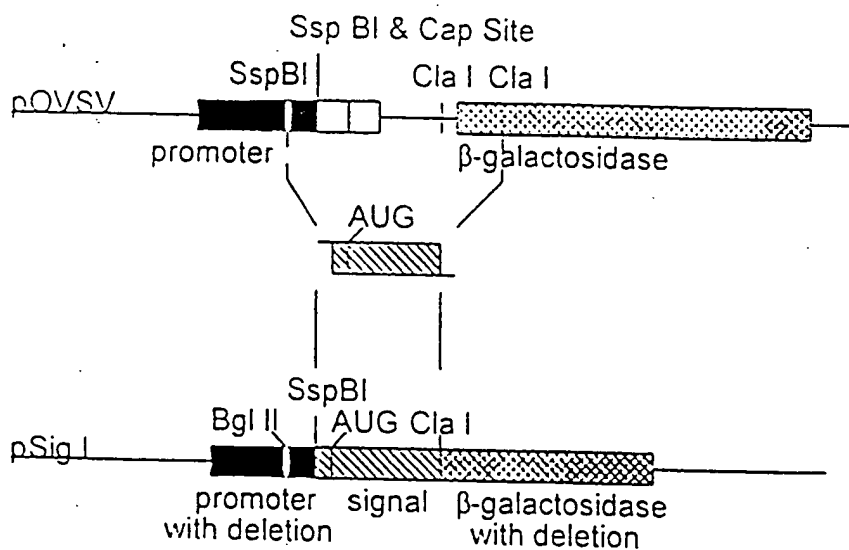 Ssp BI & Cap Site
SspBI
Cla I Cla I
pOVSV
promoter
β-galactosidase
AUG
SspBI
Bgl II
AUG Cla I
pSig I
promoter with deletion
signal
β-galactosidase with deletion